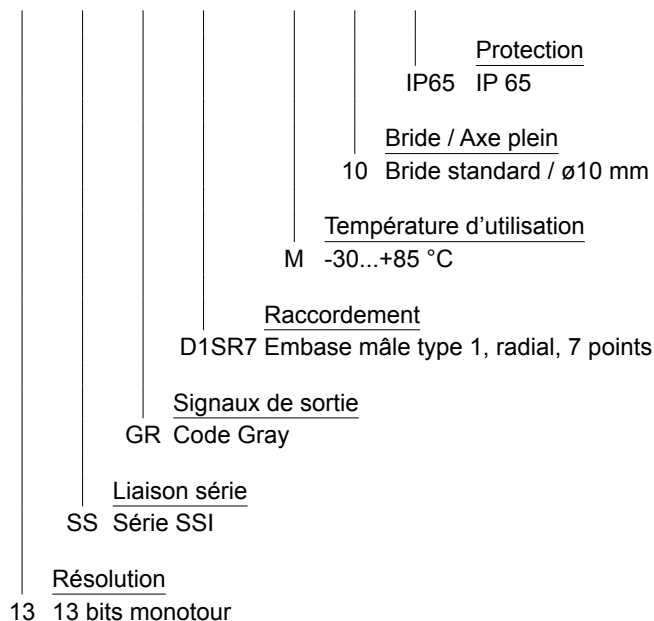 Protection
IP65 IP 65
Bride / Axe plein
10 Bride standard / ø10 mm
Température d’utilisation
M -30...+85 °C
Raccordement
D1SR7 Embase mâle type 1, radial, 7 points
Signaux de sortie
GR Code Gray
Liaison série
SS Série SSI
Résolution
13 13 bits monotour